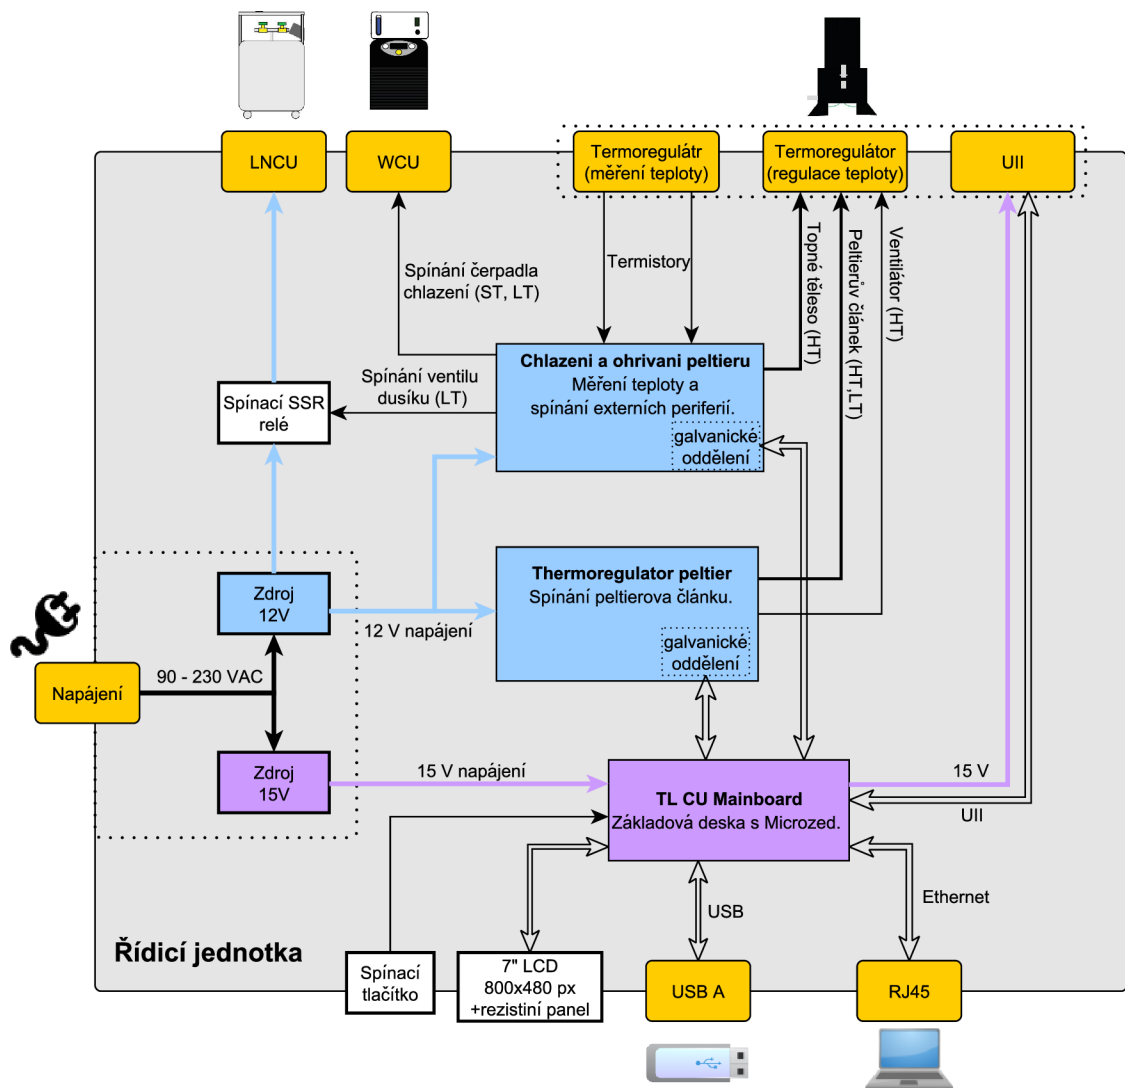 LNCU
WCU
Termoregulátr
(měření teploty)
Termoregulátor
(regulace teploty)
UII
Termistory
Topné těleso (HT)
Peltierův článek (HT,LT)
Ventilátor (HT)
Spínání čerpadla
chlazení (ST, LT)
Chlazeni a ohrivani peltieru
Měření teploty a
spínání externích periferií.
galvanické
oddělení
Spínání ventilu
dusíku (LT)
Spínací SSR
relé
Thermoregulator peltier
Spínání peltierova článku.
galvanické
oddělení
Zdroj
12V
12 V napájení
Napájení
90 - 230 VAC
Zdroj
15V
15 V napájení
TL CU Mainboard
Základová deska s Microzed.
15 V
UII
USB
Ethernet
Řídicí jednotka
Spínací
tlačítko
7" LCD
800x480 px
+rezistiní panel
USB A
RJ45